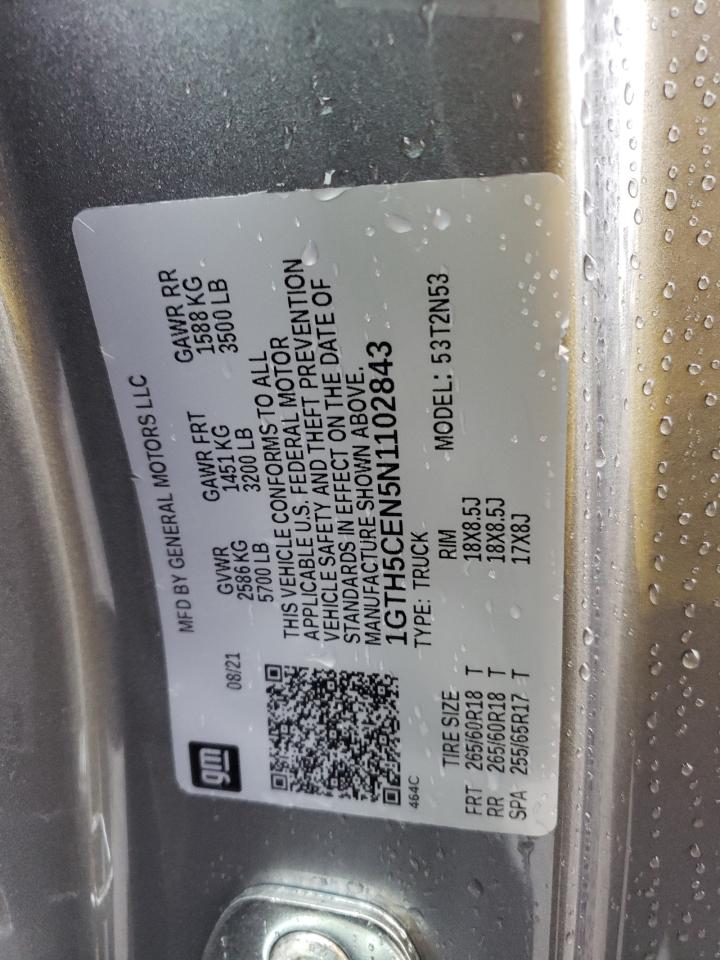 gm
08/21
MFD BY GENERAL MOTORS LLC
GVWR GAWR FRT GAWR RR
2586 KG 1451 KG 1588 KG
5700 LB 3200 LB 3500 LB
THIS VEHICLE CONFORMS TO ALL
APPLICABLE U.S. FEDERAL MOTOR
VEHICLE SAFETY AND THEFT PREVENTION
STANDARDS IN EFFECT ON THE DATE OF
MANUFACTURE SHOWN ABOVE.
1GTH5CEN5N1102843
464C
TYPE: TRUCK MODEL: 53T2N53
TIRE SIZE RIM
FRT 265/60R18 T 18X8.5J
RR 265/60R18 T 18X8.5J
SPA 255/65R17 T 17X8J